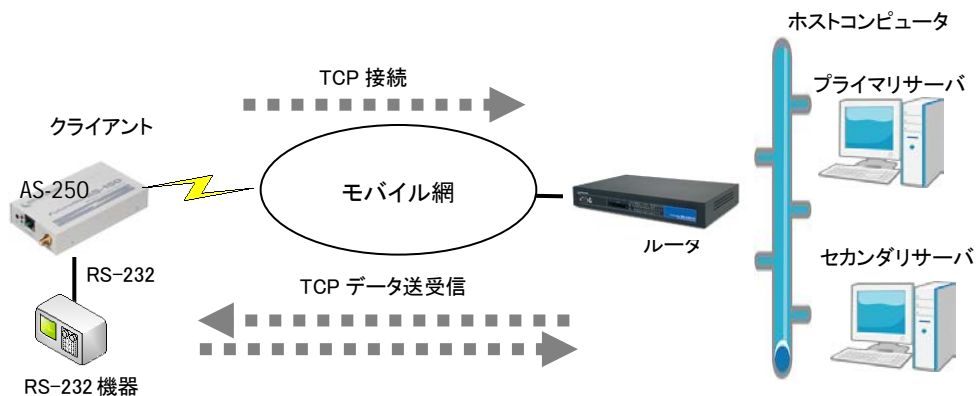 ホストコンピュータ
TCP 接続
プライマリサーバ
クライアント
AS-250
モバイル網
ルータ
RS-232
TCP データ送受信
セカンダリサーバ
RS-232 機器